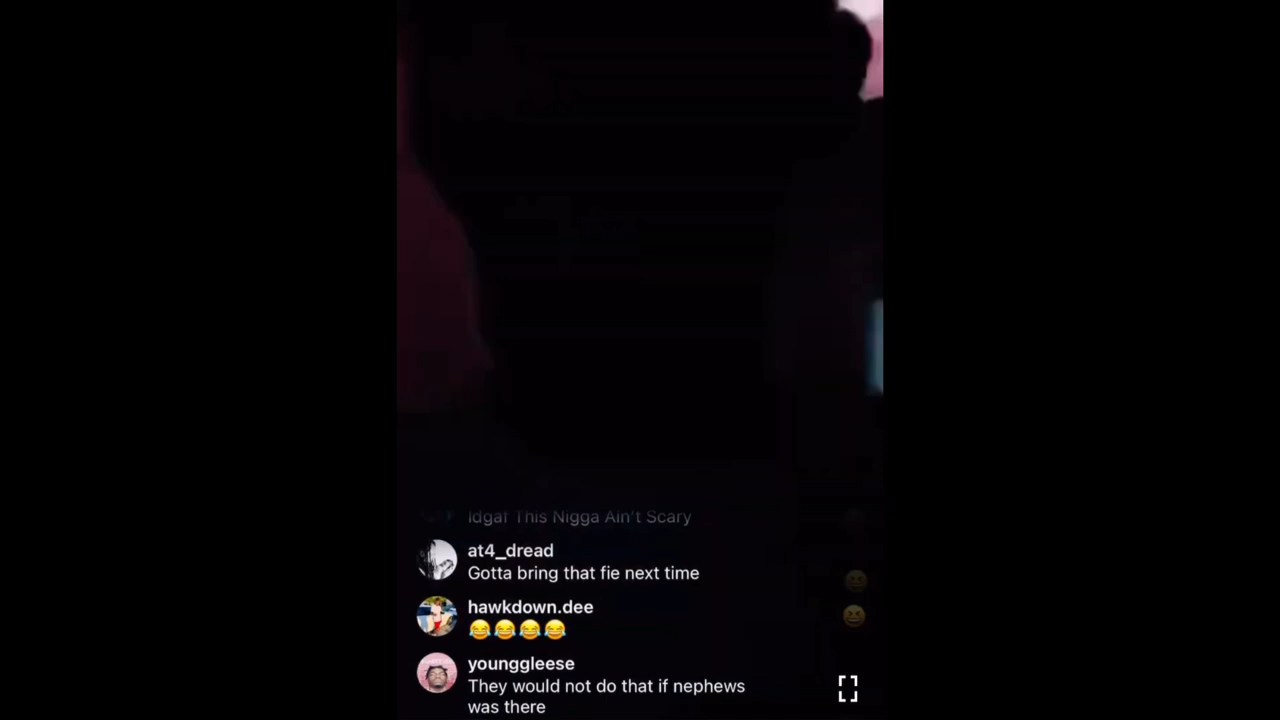 Idgaf This Nigga Ain't Scary
at4_dread
Gotta bring that fie next time
hawkdown.dee
😂😂😂😂
younggleese
They would not do that if nephews
was there